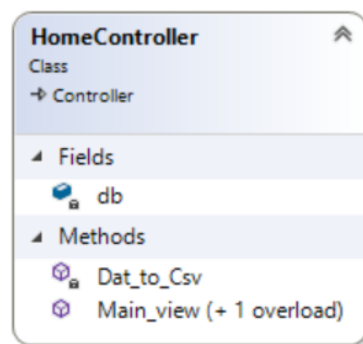 HomeController
Class
Controller
Fields
db
Methods
Dat_to_Csv
Main_view (+ 1 overload)